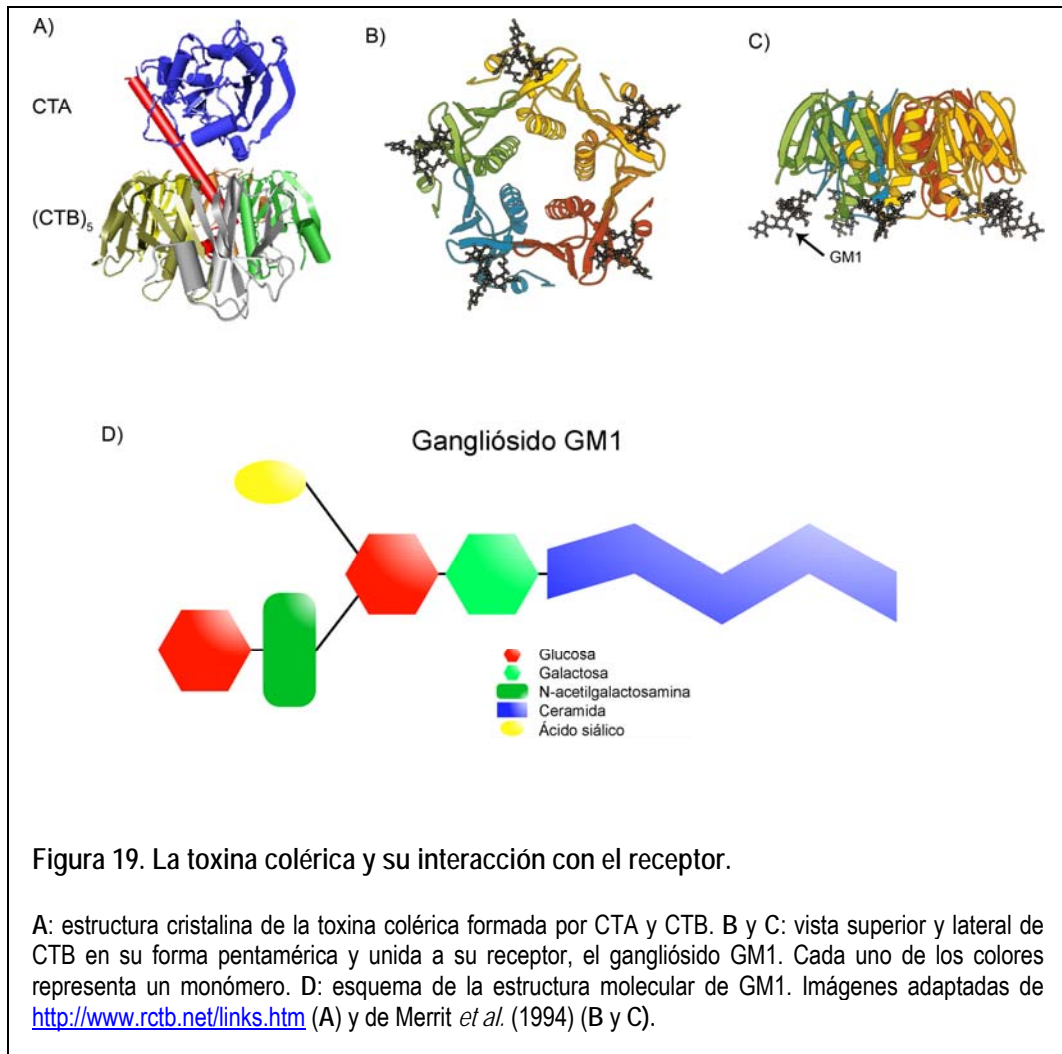 A)
B)
C)
CTA
(CTB)5
GM1
D)
Gangliósido GM1
Glucosa
Galactosa
N-acetilgalactosamina
Ceramida
Ácido siálico
Figura 19. La toxina colérica y su interacción con el receptor.
A: estructura cristalina de la toxina colérica formada por CTA y CTB. B y C: vista superior y lateral de
CTB en su forma pentamérica y unida a su receptor, el gangliósido GM1. Cada uno de los colores
representa un monómero. D: esquema de la estructura molecular de GM1. Imágenes adaptadas de
http://www.rctb.net/links.htm (A) y de Merrit et al. (1994) (B y C).